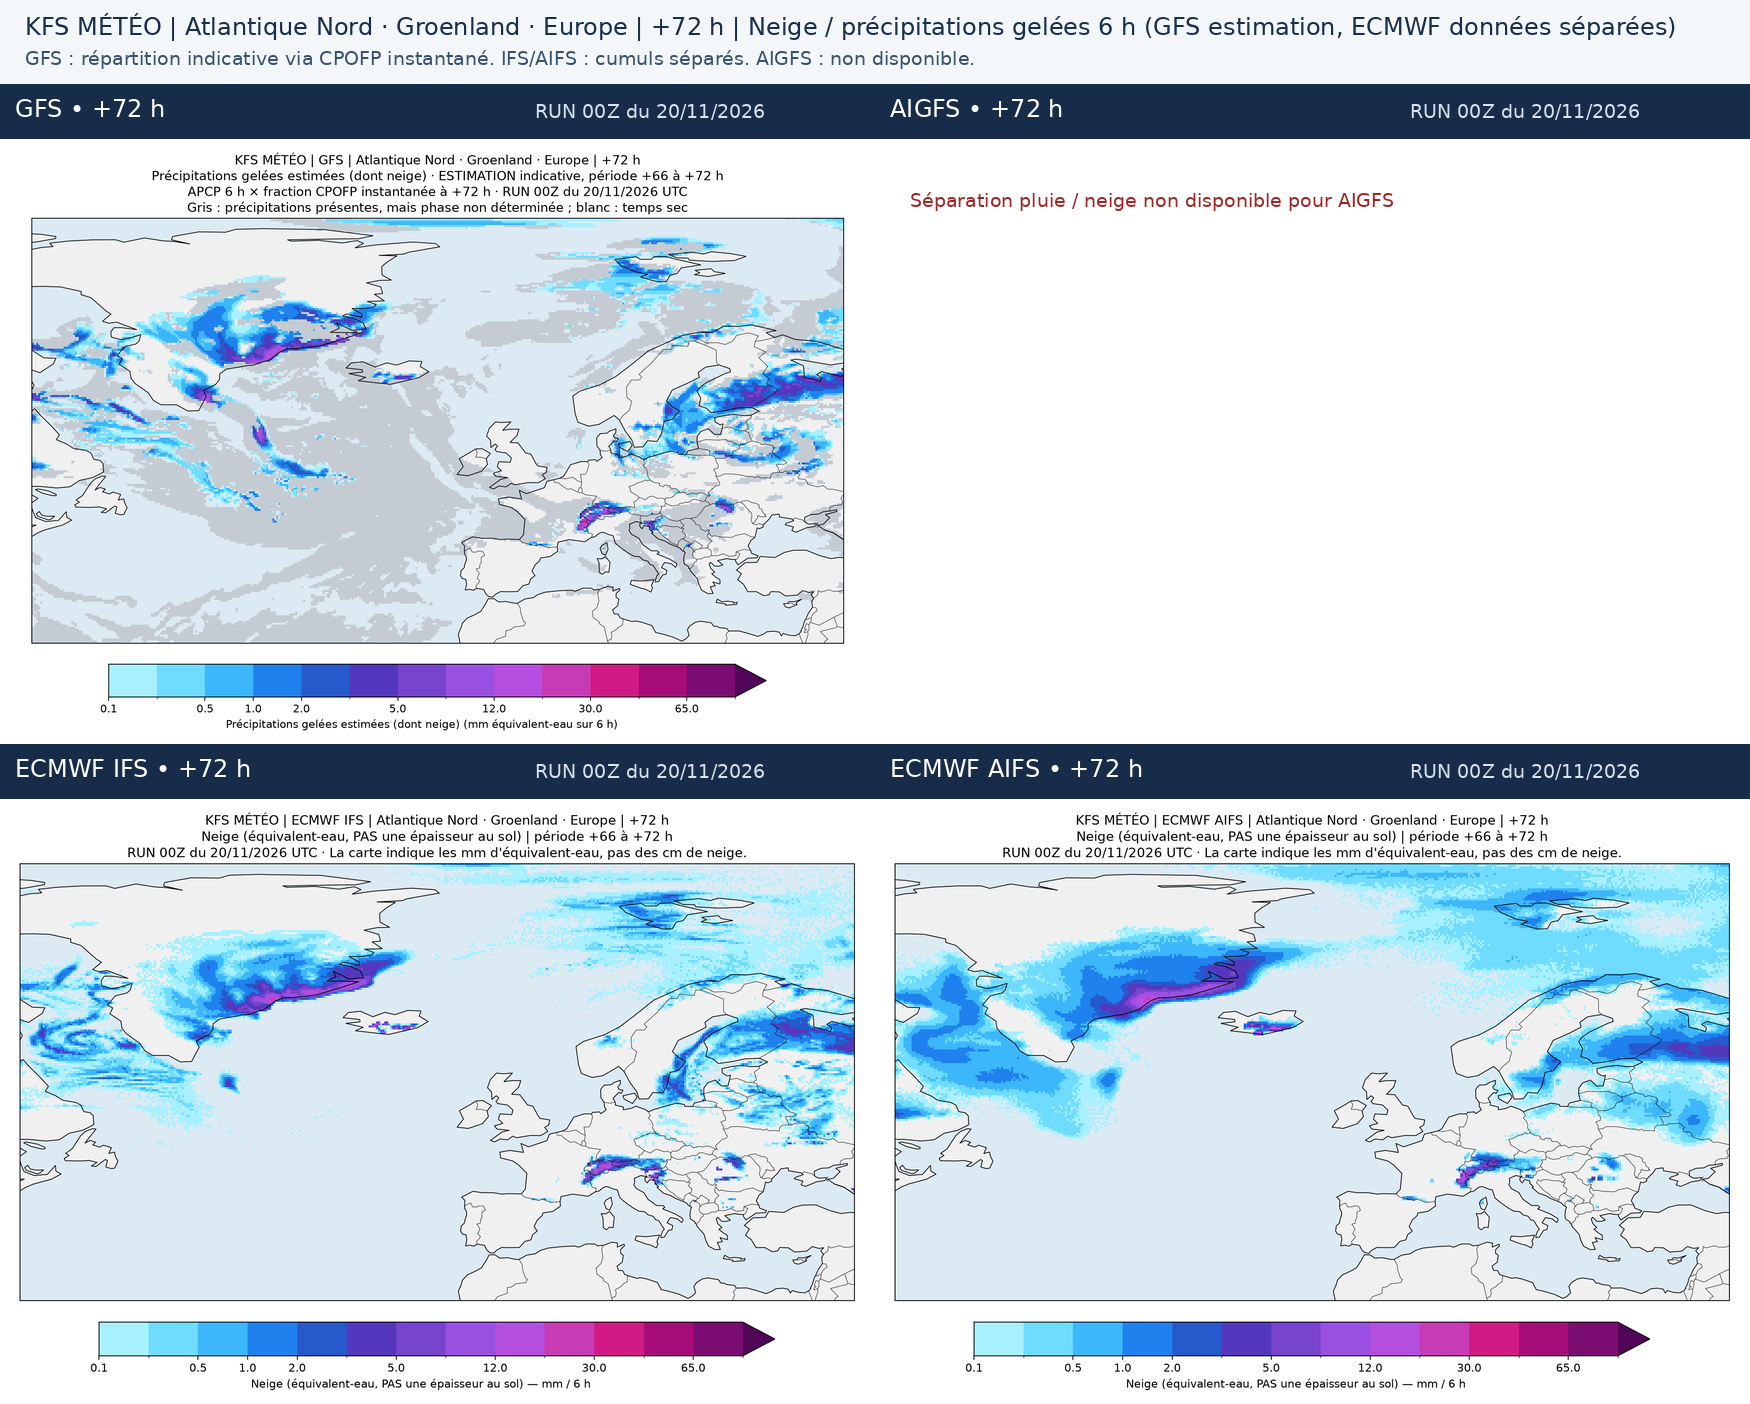 KFS MÉTÉO | Atlantique Nord · Groenland · Europe | +72 h | Neige / précipitations gelées 6 h (GFS estimation, ECMWF données séparées)
GFS : répartition indicative via CPOFP instantané. IFS/AIFS : cumuls séparés. AIGFS : non disponible.
GFS • +72 h
RUN 00Z du 20/11/2026
AIGFS • +72 h
RUN 00Z du 20/11/2026
KFS MÉTÉO | GFS | Atlantique Nord · Groenland · Europe | +72 h
Précipitations gelées estimées (dont neige) · ESTIMATION indicative, période +66 à +72 h
APCP 6 h × fraction CPOFP instantanée à +72 h · RUN 00Z du 20/11/2026 UTC
Gris : précipitations présentes, mais phase non déterminée ; blanc : temps sec
Séparation pluie / neige non disponible pour AIGFS
0.1 0.5 1.0 2.0 5.0 12.0 30.0 65.0
Précipitations gelées estimées (dont neige) (mm équivalent-eau sur 6 h)
ECMWF IFS • +72 h
RUN 00Z du 20/11/2026
ECMWF AIFS • +72 h
RUN 00Z du 20/11/2026
KFS MÉTÉO | ECMWF IFS | Atlantique Nord · Groenland · Europe | +72 h
Neige (équivalent-eau, PAS une épaisseur au sol) | période +66 à +72 h
RUN 00Z du 20/11/2026 UTC · La carte indique les mm d'équivalent-eau, pas des cm de neige.
KFS MÉTÉO | ECMWF AIFS | Atlantique Nord · Groenland · Europe | +72 h
Neige (équivalent-eau, PAS une épaisseur au sol) | période +66 à +72 h
RUN 00Z du 20/11/2026 UTC · La carte indique les mm d'équivalent-eau, pas des cm de neige.
0.1 0.5 1.0 2.0 5.0 12.0 30.0 65.0
Neige (équivalent-eau, PAS une épaisseur au sol) — mm / 6 h
0.1 0.5 1.0 2.0 5.0 12.0 30.0 65.0
Neige (équivalent-eau, PAS une épaisseur au sol) — mm / 6 h